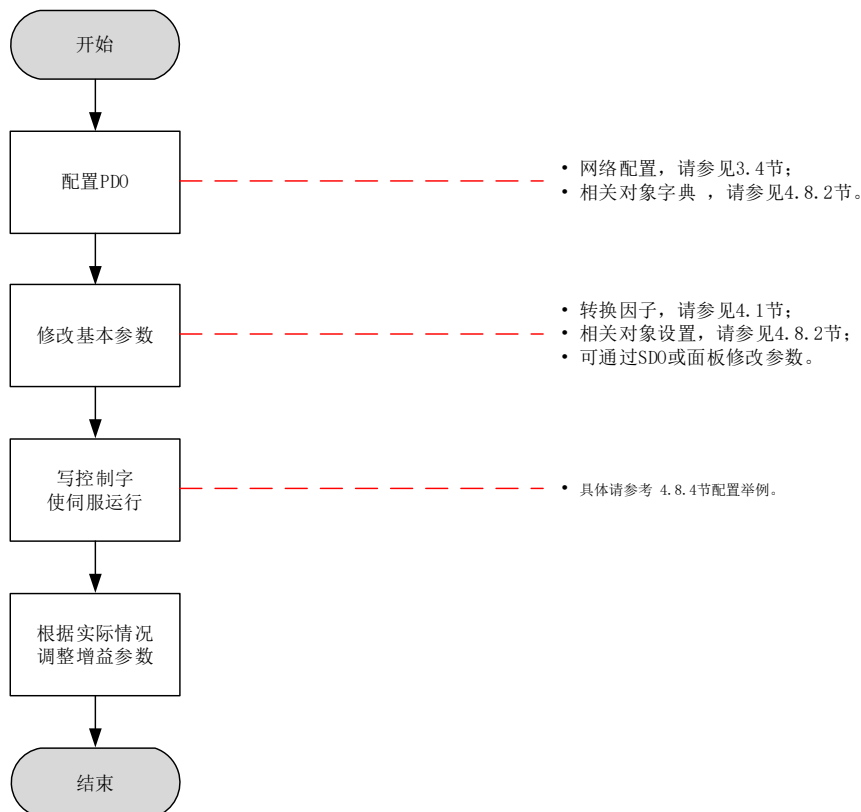 开始
配置PDO
• 网络配置，请参见3.4节；
• 相关对象字典 ，请参见4.8.2节。
修改基本参数
• 转换因子，请参见4.1节；
• 相关对象设置，请参见4.8.2节；
• 可通过SDO或面板修改参数。
写控制字
使伺服运行
• 具体请参考 4.8.4节配置举例。
根据实际情况
调整增益参数
结束